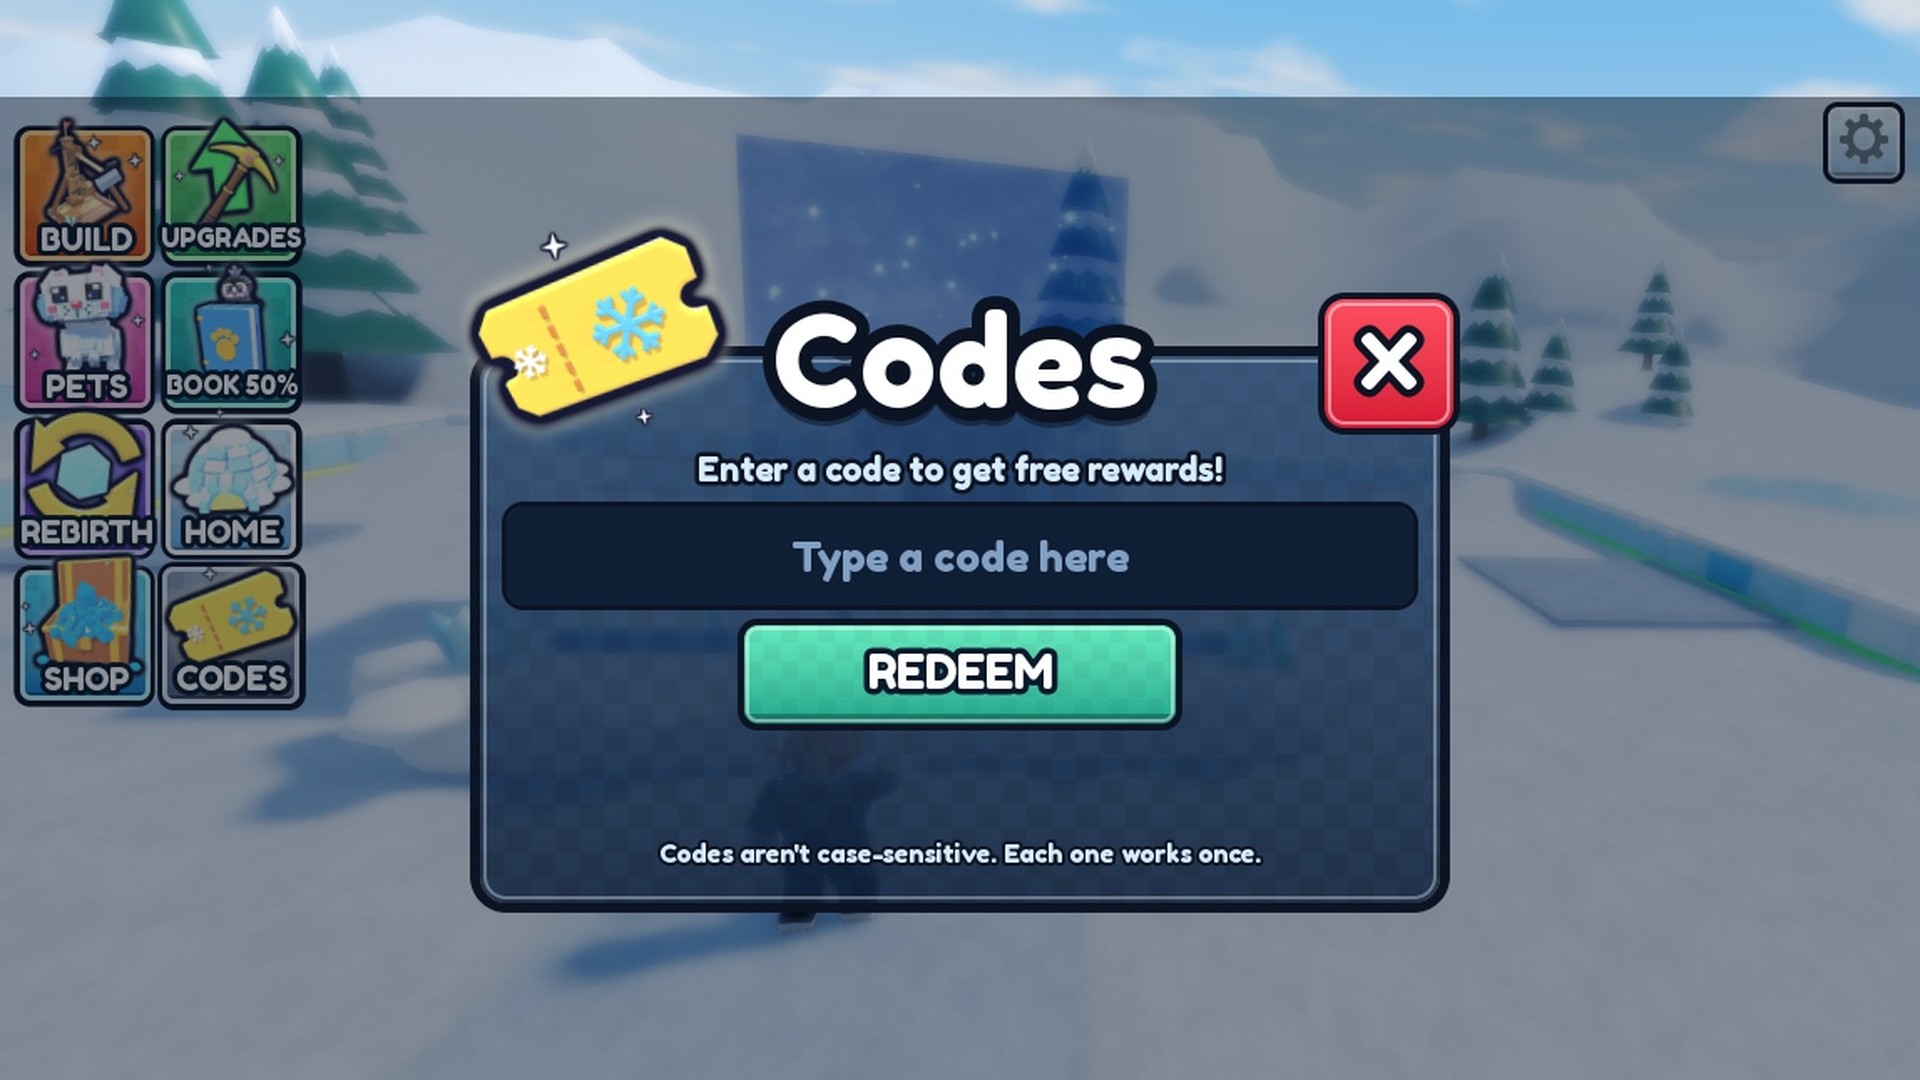 BUILD
UPGRADES
PETS
BOOK 50%
REBIRTH
HOME
SHOP
CODES
Codes
Enter a code to get free rewards!
Type a code here
REDEEM
Codes aren't case-sensitive. Each one works once.